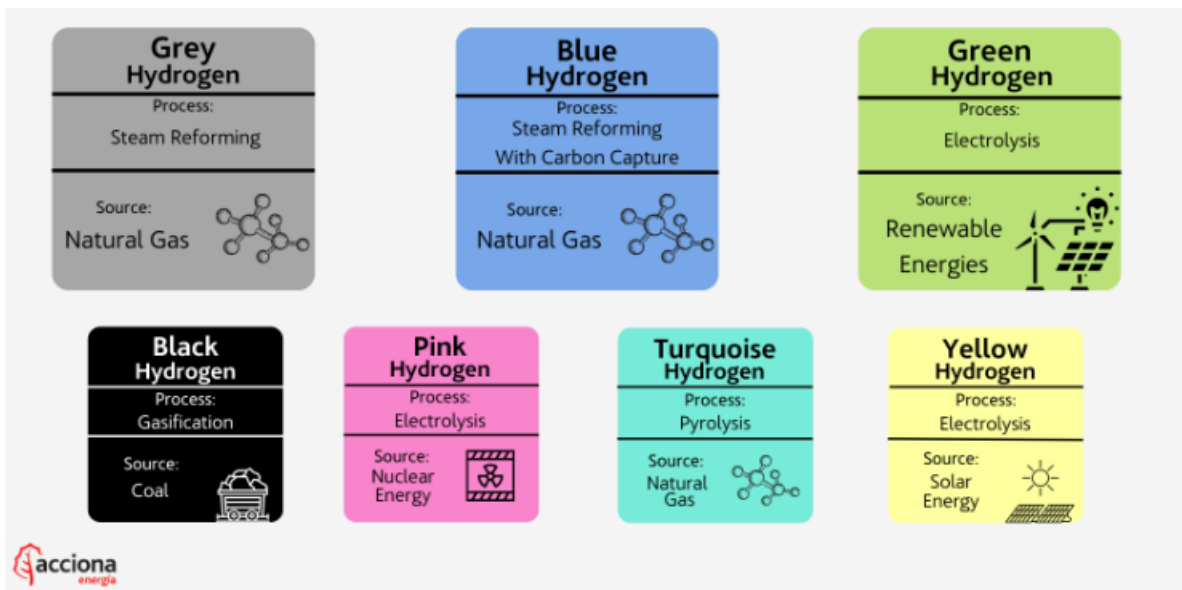 Grey
Hydrogen
Process:
Steam Reforming
Source:
Natural Gas
Blue
Hydrogen
Process:
Steam Reforming
With Carbon Capture
Source:
Natural Gas
Green
Hydrogen
Process:
Electrolysis
Source:
Renewable
Energies
Black
Hydrogen
Process:
Gasification
Source:
Coal
Pink
Hydrogen
Process:
Electrolysis
Source:
Nuclear
Energy
Turquoise
Hydrogen
Process:
Pyrolysis
Source:
Natural
Gas
Yellow
Hydrogen
Process:
Electrolysis
Source:
Solar
Energy
acciona
energía